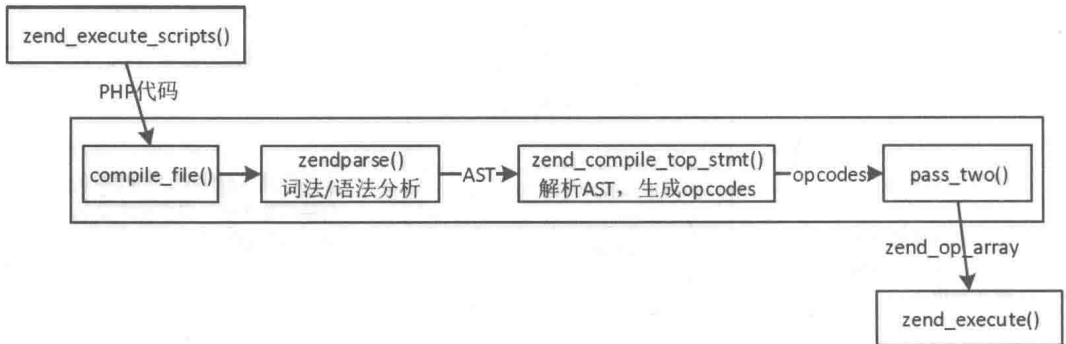 zend_execute_scripts()
PHP代码
compile_file()
zendparse()
词法/语法分析
AST
zend_compile_top_stmt()
解析AST，生成opcodes
opcodes
pass_two()
zend_op_array
zend_execute()